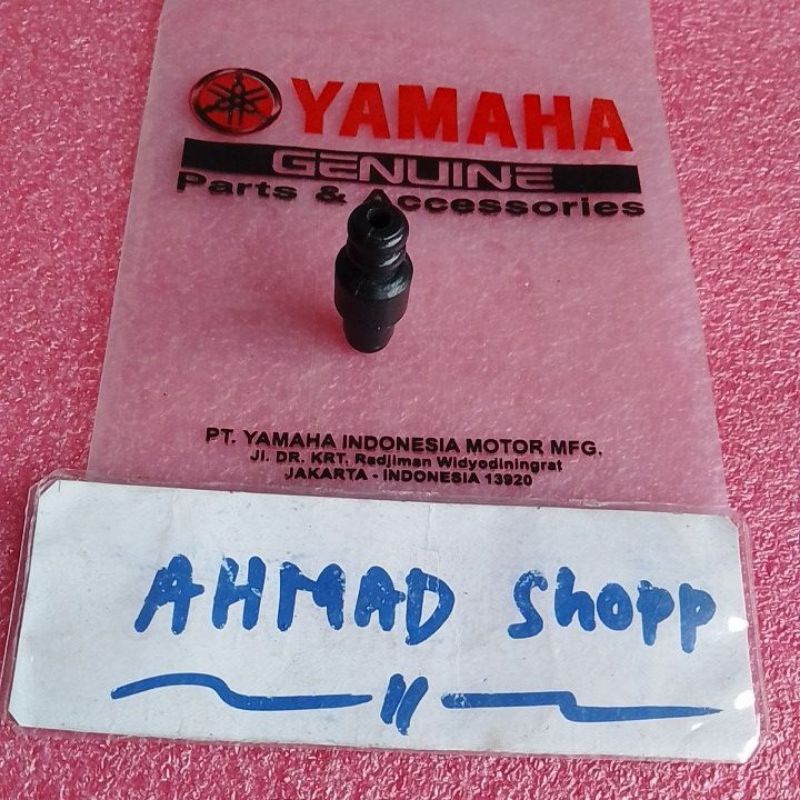 YAMAHA
GENUINE
Parts & Accessories
PT. YAMAHA INDONESIA MOTOR MFG.
Jl. DR. KRT. Radjiman Widyodiningrat
JAKARTA - INDONESIA 13920
AHMAD Shopp